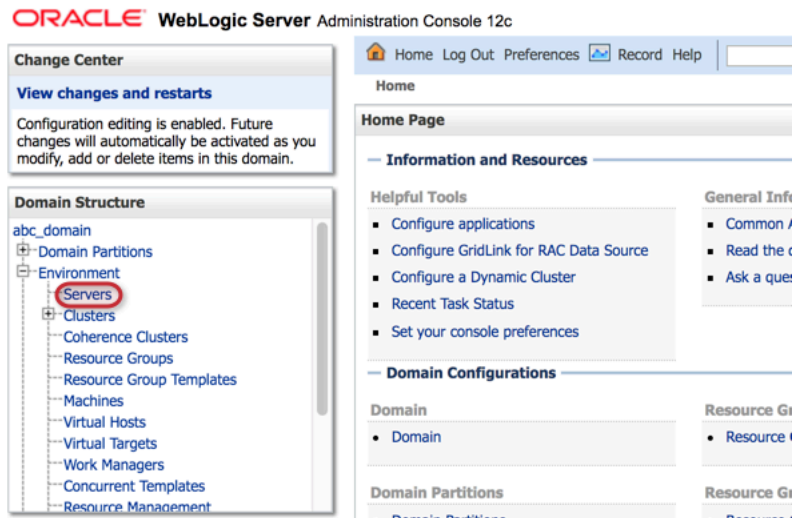 ORACLE WebLogic Server Administration Console 12c
Change Center
View changes and restarts
Configuration editing is enabled. Future
changes will automatically be activated as you
modify, add or delete items in this domain.
Domain Structure
abc_domain
Domain Partitions
Environment
Servers
Clusters
Coherence Clusters
Resource Groups
Resource Group Templates
Machines
Virtual Hosts
Virtual Targets
Work Managers
Concurrent Templates
Resource Management
Home Log Out Preferences Record Help
Home
Home Page
Information and Resources
Helpful Tools
Configure applications
Configure GridLink for RAC Data Source
Configure a Dynamic Cluster
Recent Task Status
Set your console preferences
General
Common
Read the
Ask a
Domain Configurations
Domain
Domain
Resource
Resource
Domain Partitions
Domain Partitions
Resource
Resource